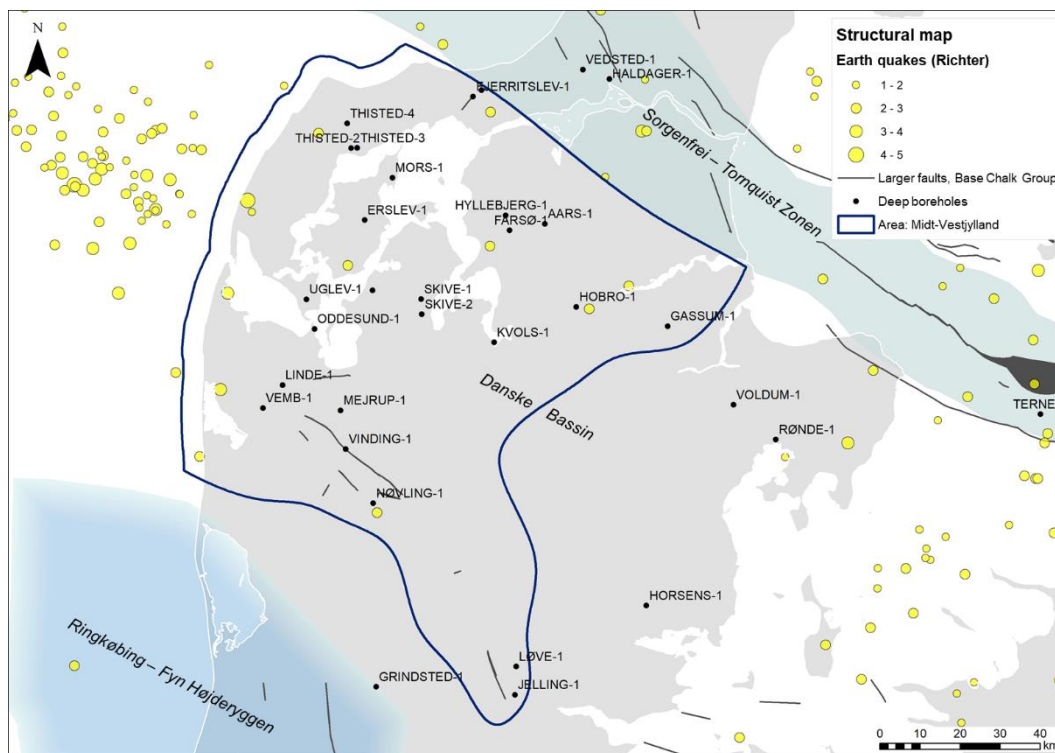 N
Structural map
Earth quakes (Richter)
1 - 2
2 - 3
3 - 4
4 - 5
Larger faults, Base Chalk Group
Deep boreholes
Area: Midt-Vestjylland
VEDSTED-1
HALDAGER-1
FJERRITSLEV-1
THISTED-4
THISTED-2
THISTED-3
Sorgenfrei – Tornquist Zonen
MORS-1
ERSLEV-1
HYLLEBJERG-1
FARSØ-1
AARS-1
UGLEV-1
SKIVE-1
SKIVE-2
HOBRO-1
ODDESUND-1
GASSUM-1
KVOLS-1
LINDE-1
VEMB-1
MEJRUP-1
Danske Bassin
VOLDUM-1
TERNE
VINDING-1
RØNDE-1
NØVLING-1
HORSENS-1
Ringkøbing – Fyn Højderyggen
GRINDSTED-1
LØVE-1
JELLING-1
0 5 10 20 30 40
km